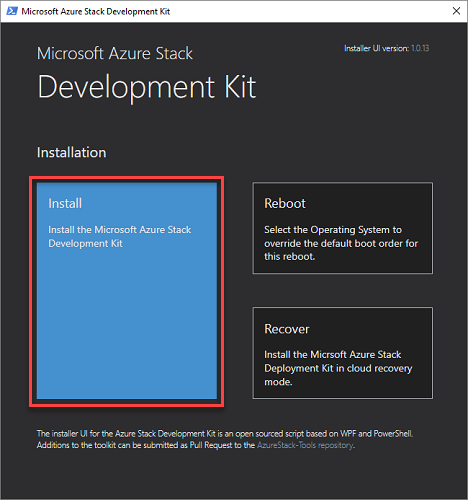 Microsoft Azure Stack Development Kit
Microsoft Azure Stack
Installer UI version: 1.0.13
Development Kit
Installation
Install
Install the Microsoft Azure Stack
Development Kit
Reboot
Select the Operating System to
override the default boot order for
this reboot.
Recover
Install the Micrsoft Azure Stack
Deployment Kit in cloud recovery
mode.
The installer UI for the Azure Stack Development Kit is an open sourced script based on WPF and PowerShell.
Additions to the toolkit can be submitted as Pull Request to the AzureStack-Tools repository.